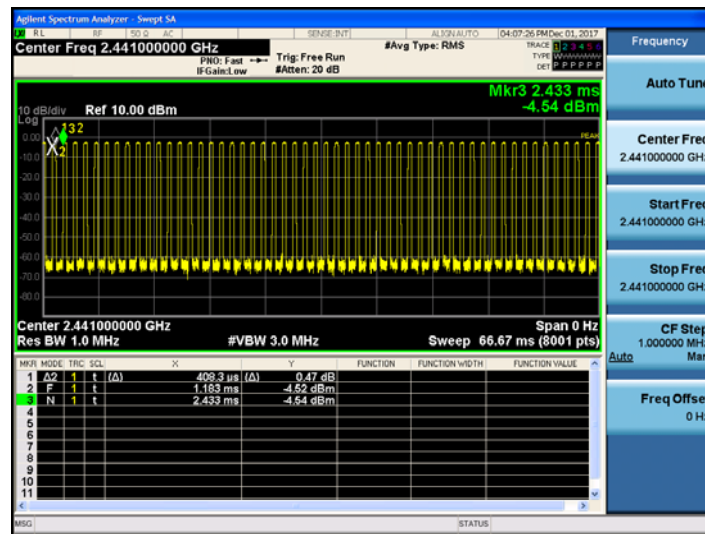 Agilent Spectrum Analyzer - Swept SA
RL RF 50 Ω AC SENSE:INT ALIGNAUTO 04:07:26 PM Dec 01, 2017
Center Freq 2.441000000 GHz
#Avg Type: RMS
TRACE 1 2 3 4 5 6
PNO: Fast Trig: Free Run
TYPE
IFGain:Low #Atten: 20 dB
DET P P P P P P
Mkr3 2.433 ms
-4.54 dBm
10 dB/div Ref 10.00 dBm
Log
132
0.00
2
PEAK
-10.0
-20.0
-30.0
-40.0
-50.0
-60.0
-70.0
-80.0
Center 2.441000000 GHz Span 0 Hz
Res BW 1.0 MHz #VBW 3.0 MHz Sweep 66.67 ms (8001 pts)
MKR MODE TRC SCL X Y FUNCTION FUNCTION WIDTH FUNCTION VALUE
1 Δ2 1 t (Δ) 408.3 µs (Δ) 0.47 dB
2 F 1 t 1.183 ms -4.52 dBm
3 N 1 t 2.433 ms -4.54 dBm
4
5
6
7
8
9
10
11
MSG STATUS
Frequency
Auto Tune
Center Freq
2.441000000 GHz
Start Freq
2.441000000 GHz
Stop Freq
2.441000000 GHz
CF Step
1.000000 MHz
Auto Man
Freq Offset
0 Hz